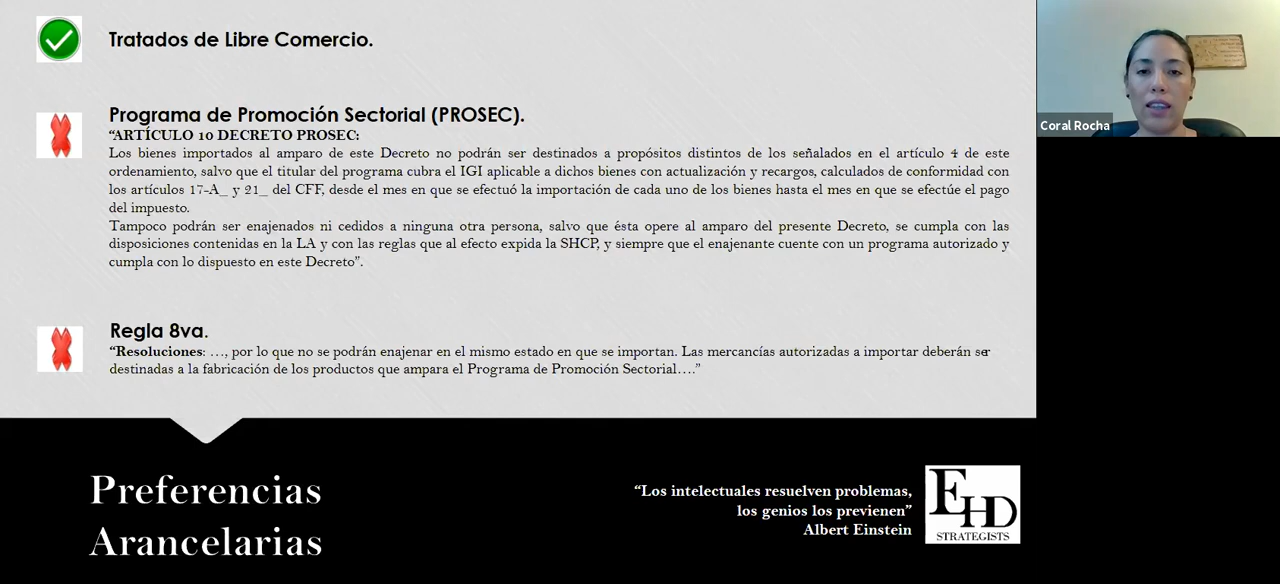 Tratados de Libre Comercio.
Programa de Promoción Sectorial (PROSEC).
“ARTÍCULO 10 DECRETO PROSEC:
Los bienes importados al amparo de este Decreto no podrán ser destinados a propósitos distintos de los señalados en el artículo 4 de este
ordenamiento, salvo que el titular del programa cubra el IGI aplicable a dichos bienes con actualización y recargos, calculados de conformidad con
los artículos 17-A_ y 21_ del CFF, desde el mes en que se efectuó la importación de cada uno de los bienes hasta el mes en que se efectúe el pago
del impuesto.
Tampoco podrán ser enajenados ni cedidos a ninguna otra persona, salvo que ésta opere al amparo del presente Decreto, se cumpla con las
disposiciones contenidas en la LA y con las reglas que al efecto expida la SHCP, y siempre que el enajenante cuente con un programa autorizado y
cumpla con lo dispuesto en este Decreto”.
Regla 8va.
“Resoluciones: …, por lo que no se podrán enajenar en el mismo estado en que se importan. Las mercancías autorizadas a importar deberán ser
destinadas a la fabricación de los productos que ampara el Programa de Promoción Sectorial….”
Preferencias
Arancelarias
“Los intelectuales resuelven problemas,
los genios los previenen”
Albert Einstein
EHD
STRATEGISTS
Coral Rocha